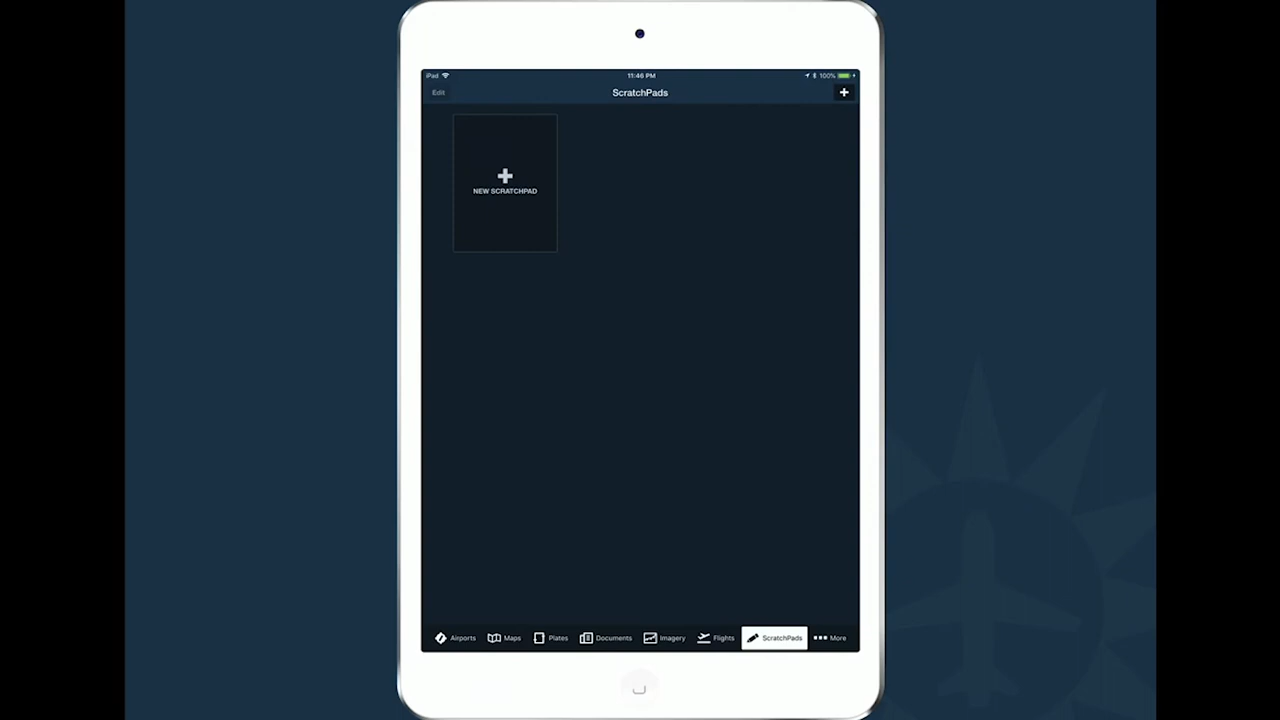 iPad 11:46 PM 100%
Edit ScratchPads
NEW SCRATCHPAD
Airports Maps Plates Documents Imagery Flights ScratchPads More